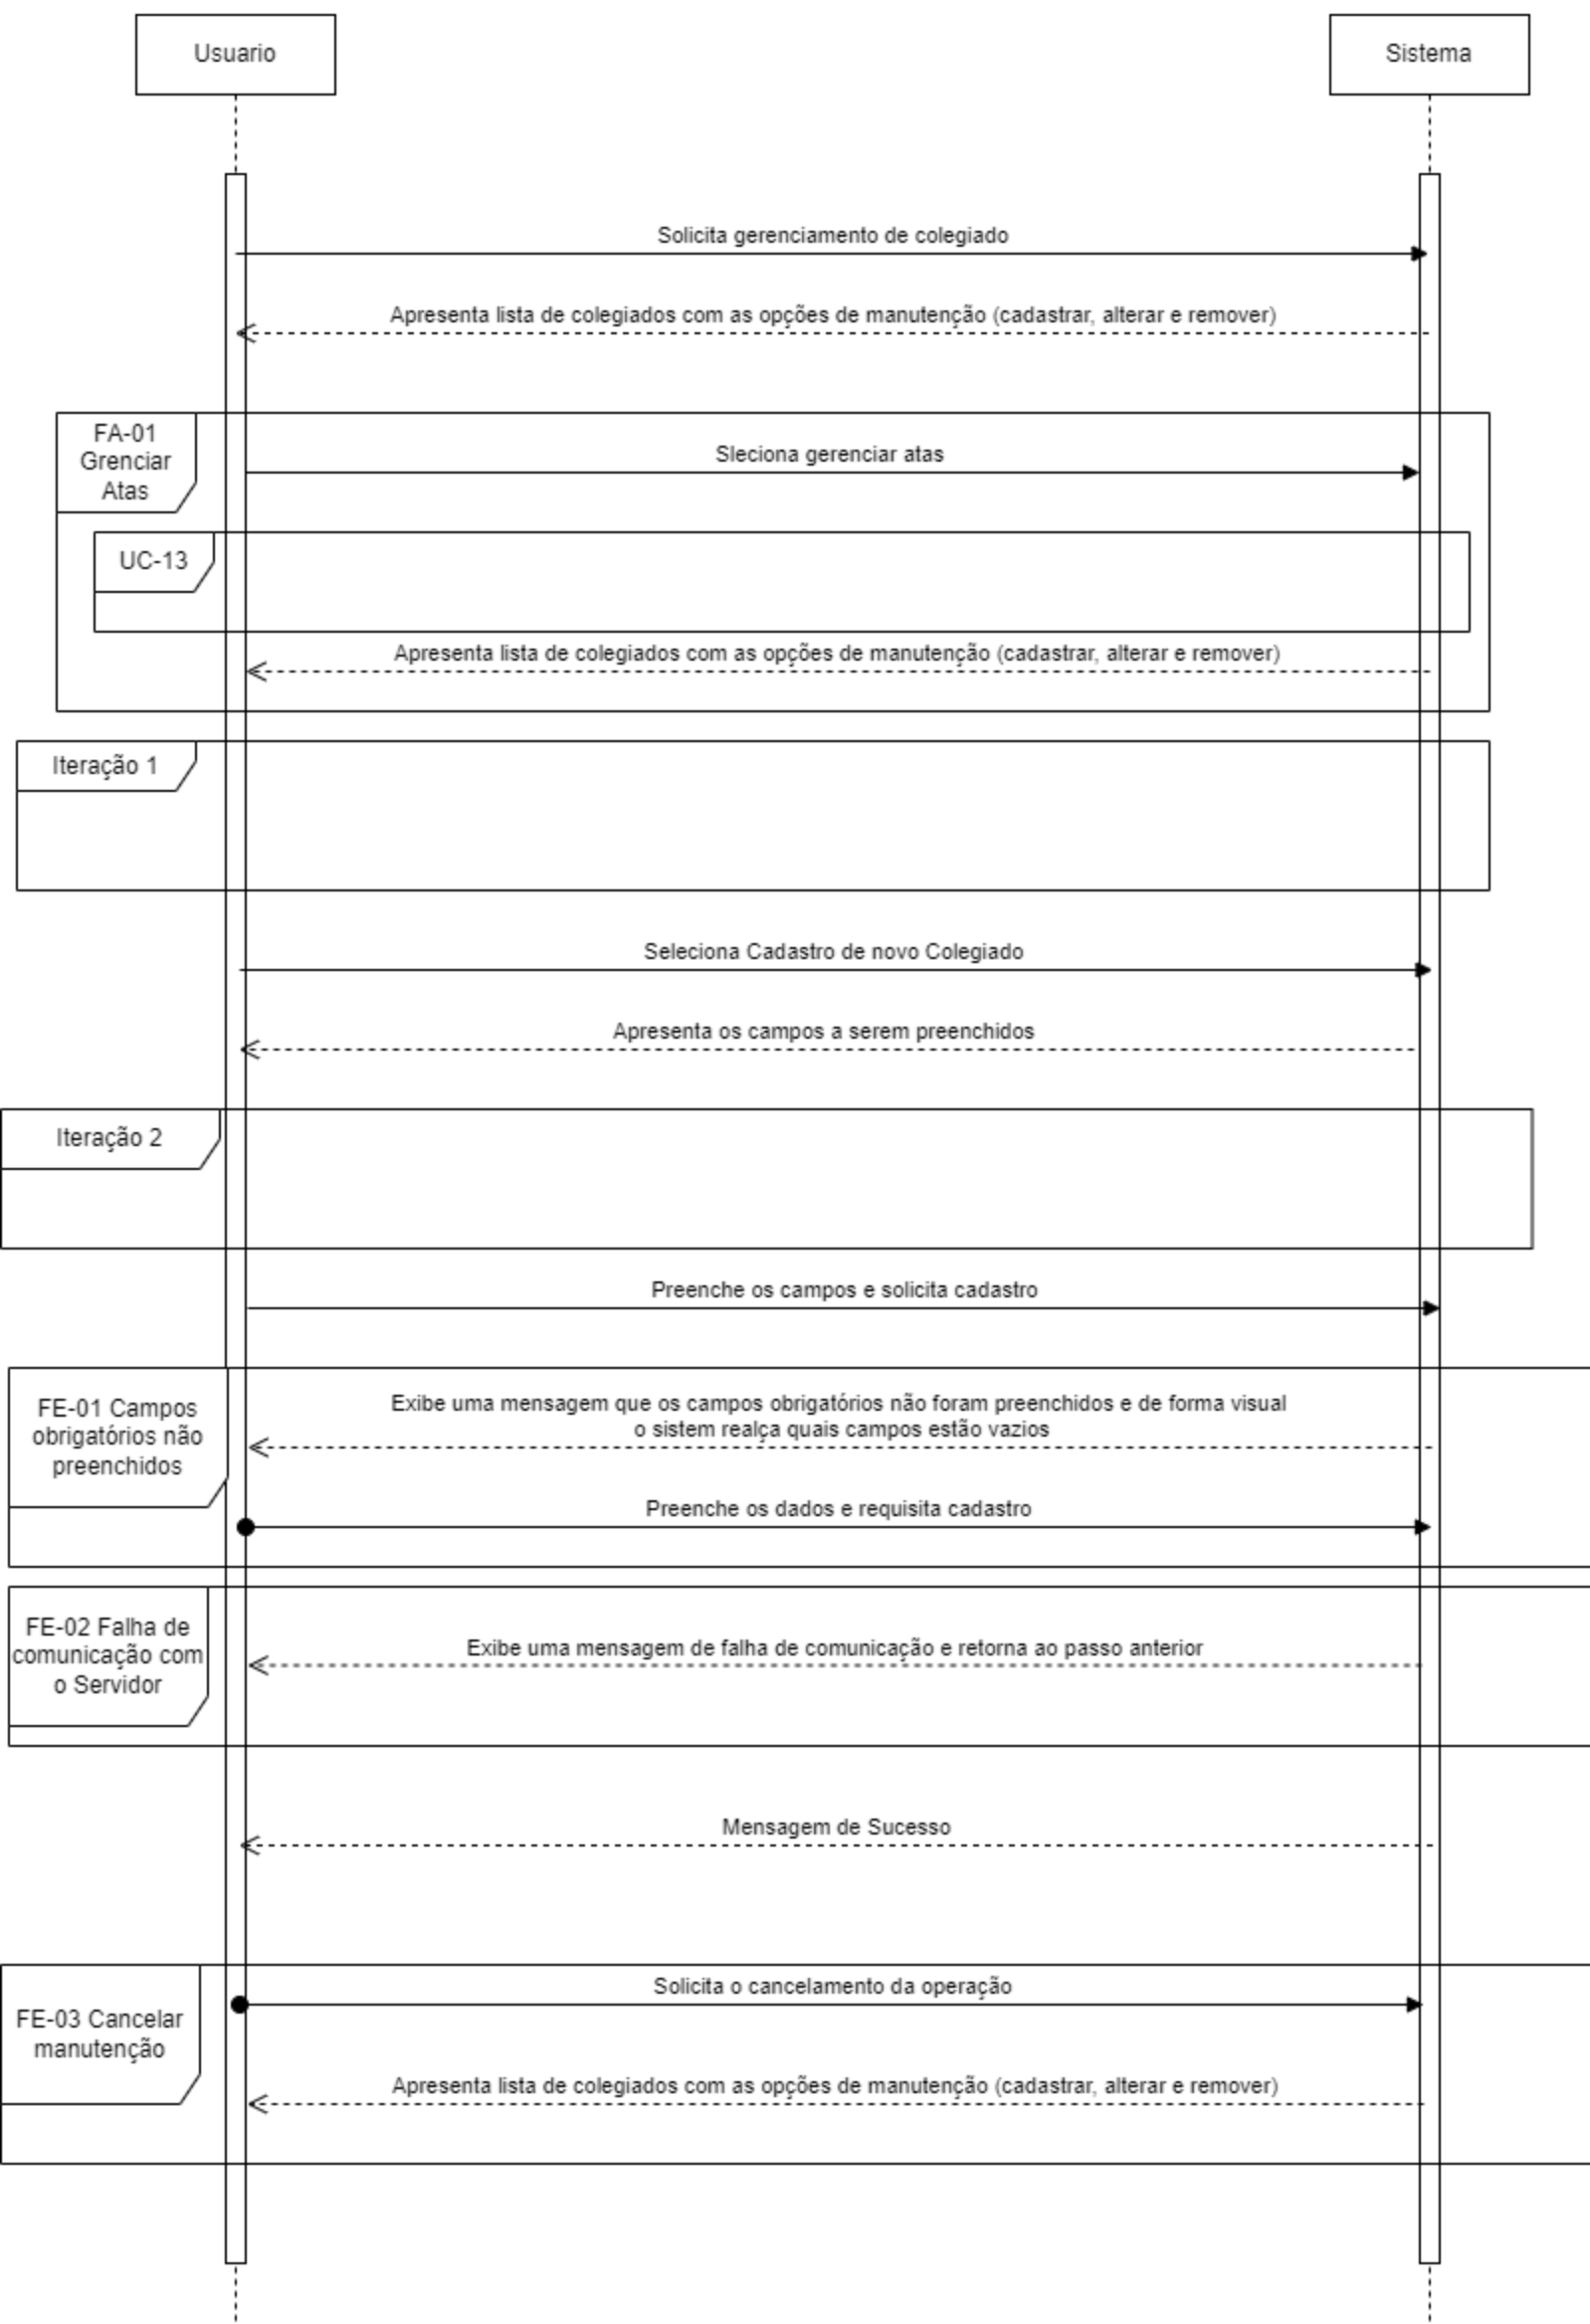 Usuario
Sistema
Solicita gerenciamento de colegiado
Apresenta lista de colegiados com as opções de manutenção (cadastrar, alterar e remover)
FA-01
Grenciar
Atas
Sleciona gerenciar atas
UC-13
Apresenta lista de colegiados com as opções de manutenção (cadastrar, alterar e remover)
Iteração 1
Seleciona Cadastro de novo Colegiado
Apresenta os campos a serem preenchidos
Iteração 2
Preenche os campos e solicita cadastro
FE-01 Campos
obrigatórios não
preenchidos
Exibe uma mensagem que os campos obrigatórios não foram preenchidos e de forma visual
o sistem realça quais campos estão vazios
Preenche os dados e requisita cadastro
FE-02 Falha de
comunicação com
o Servidor
Exibe uma mensagem de falha de comunicação e retorna ao passo anterior
Mensagem de Sucesso
FE-03 Cancelar
manutenção
Solicita o cancelamento da operação
Apresenta lista de colegiados com as opções de manutenção (cadastrar, alterar e remover)